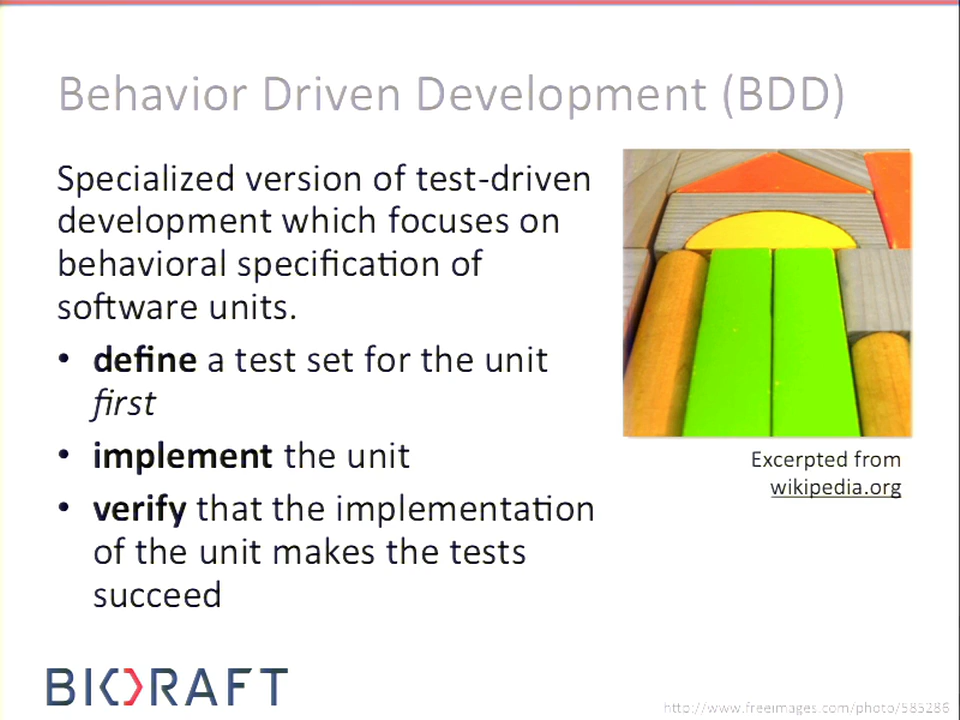 Behavior Driven Development (BDD)
Specialized version of test-driven
development which focuses on
behavioral specification of
software units.
• define a test set for the unit
first
• implement the unit
• verify that the implementation
of the unit makes the tests
succeed
Excerpted from
wikipedia.org
BIORAFT
http://www.freeimages.com/photo/585286